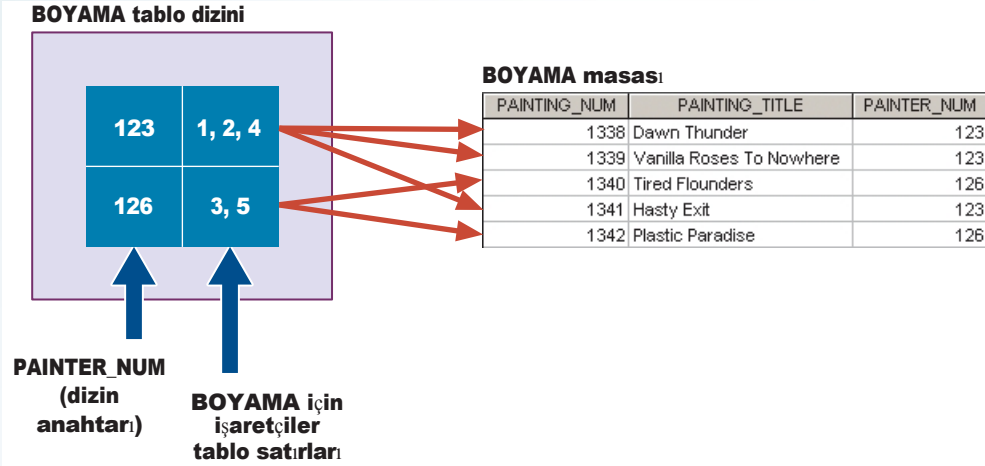 BOYAMA tablo dizini
123 1, 2, 4
126 3, 5
PAINTER_NUM
(dizin
anahtarı)
BOYAMA için
işaretçiler
tablo satırları
BOYAMA masası
PAINTING_NUM PAINTING_TITLE PAINTER_NUM
1338 Dawn Thunder 123
1339 Vanilla Roses To Nowhere 123
1340 Tired Flounders 126
1341 Hasty Exit 123
1342 Plastic Paradise 126